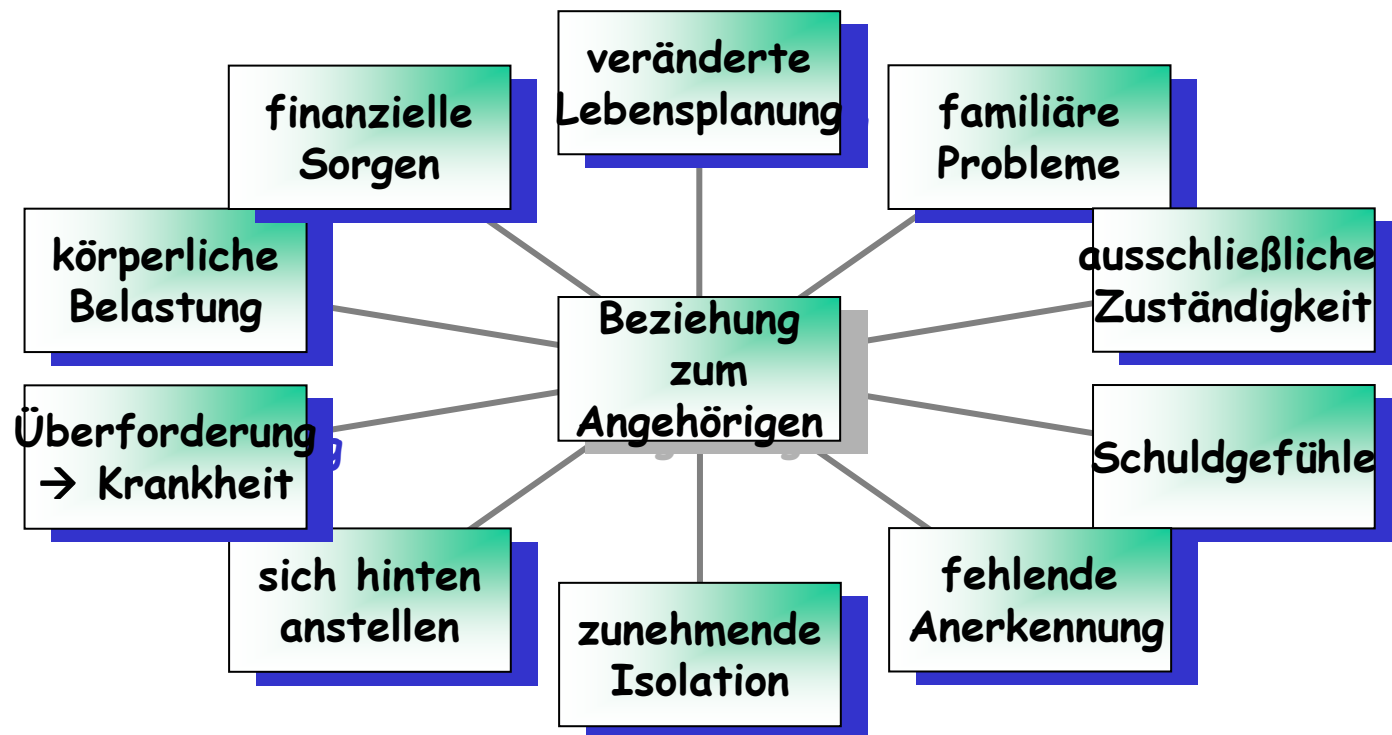 veränderte
Lebensplanung
finanzielle
Sorgen
familiäre
Probleme
körperliche
Belastung
ausschließliche
Zuständigkeit
Beziehung
zum
Angehörigen
Überforderung
→ Krankheit
Schuldgefühle
sich hinten
anstellen
fehlende
Anerkennung
zunehmende
Isolation